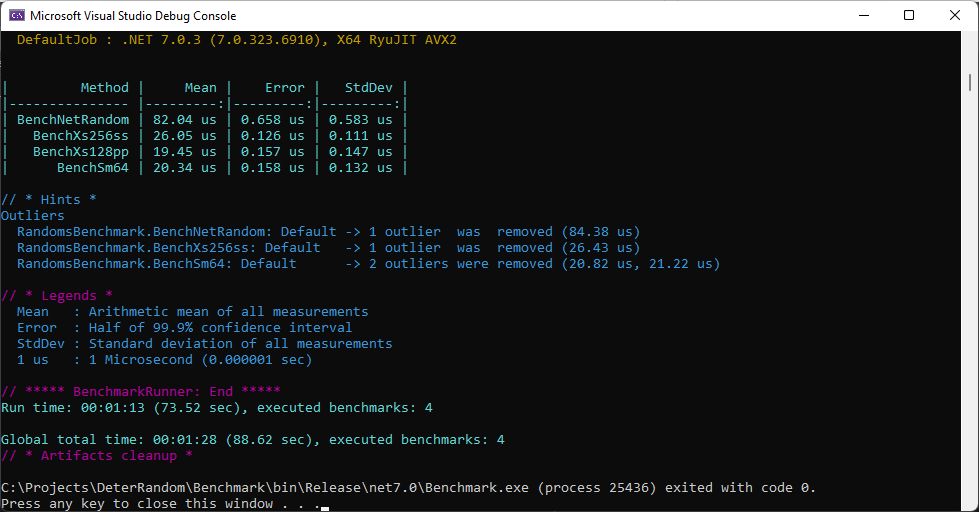 Microsoft Visual Studio Debug Console
  DefaultJob : .NET 7.0.3 (7.0.323.6910), X64 RyuJIT AVX2
|         Method |     Mean |    Error |   StdDev |
|--------------- |---------:|---------:|---------:|
| BenchNetRandom | 82.04 us | 0.658 us | 0.583 us |
|   BenchXs256ss | 26.05 us | 0.126 us | 0.111 us |
|   BenchXs128pp | 19.45 us | 0.157 us | 0.147 us |
|      BenchSm64 | 20.34 us | 0.158 us | 0.132 us |
// * Hints *
Outliers
  RandomsBenchmark.BenchNetRandom: Default -> 1 outlier  was  removed (84.38 us)
  RandomsBenchmark.BenchXs256ss: Default   -> 1 outlier  was  removed (26.43 us)
  RandomsBenchmark.BenchSm64: Default      -> 2 outliers were removed (20.82 us, 21.22 us)
// * Legends *
  Mean   : Arithmetic mean of all measurements
  Error  : Half of 99.9% confidence interval
  StdDev : Standard deviation of all measurements
  1 us   : 1 Microsecond (0.000001 sec)
// ***** BenchmarkRunner: End *****
Run time: 00:01:13 (73.52 sec), executed benchmarks: 4
Global total time: 00:01:28 (88.62 sec), executed benchmarks: 4
// * Artifacts cleanup *
C:\Projects\DeterRandom\Benchmark\bin\Release\net7.0\Benchmark.exe (process 25436) exited with code 0.
Press any key to close this window . . .